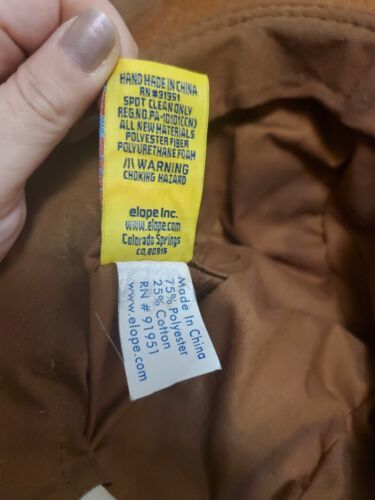 HAND MADE IN CHINA
RN #91951
SPOT CLEAN ONLY
REG.NO.PA-10101(CN)
ALL NEW MATERIALS
POLYESTER FIBER
POLYURETHANE FOAM
/!\ WARNING
CHOKING HAZARD
elope Inc.
www.elope.com
Colorado Springs
CO,80915
Made In China
75% Polyester
25% Cotton
RN # 91951
www.elope.com